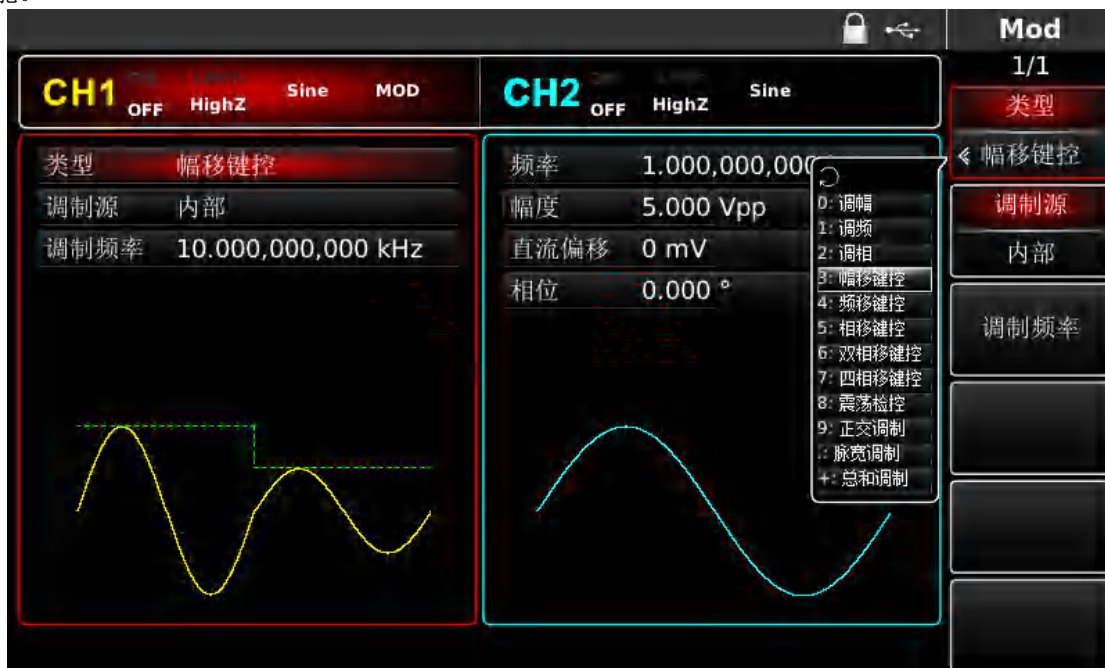 能。
Mod
1/1
CH1 OFF HighZ Sine MOD
CH2 OFF HighZ Sine
类型
幅移键控
调制源
内部
调制频率
类型 幅移键控
调制源 内部
调制频率 10.000,000,000 kHz
频率 1.000,000,000
幅度 5.000 Vpp
直流偏移 0 mV
相位 0.000 °
0: 调幅
1: 调频
2: 调相
3: 幅移键控
4: 频移键控
5: 相移键控
6: 双相移键控
7: 四相移键控
8: 震荡检控
9: 正交调制
.: 脉宽调制
+: 总和调制